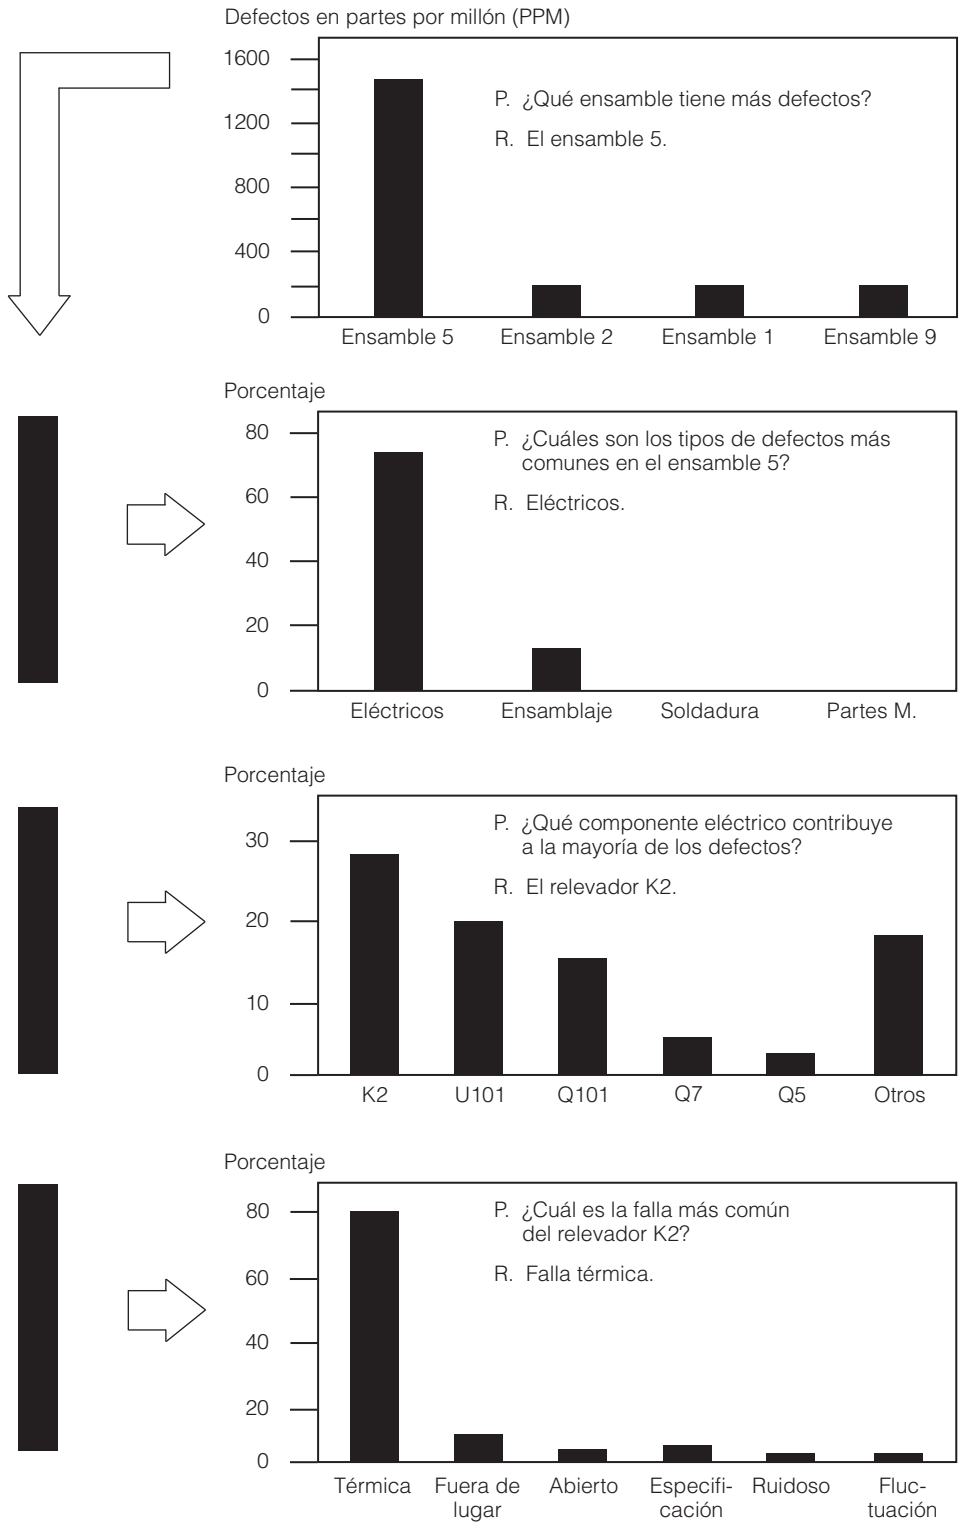 Defectos en partes por millón (PPM)
1600
1200
800
400
0
P. ¿Qué ensamble tiene más defectos?
R. El ensamble 5.
Ensamble 5 Ensamble 2 Ensamble 1 Ensamble 9
Porcentaje
80
60
40
20
0
P. ¿Cuáles son los tipos de defectos más
comunes en el ensamble 5?
R. Eléctricos.
Eléctricos Ensamblaje Soldadura Partes M.
Porcentaje
30
20
10
0
P. ¿Qué componente eléctrico contribuye
a la mayoría de los defectos?
R. El relevador K2.
K2 U101 Q101 Q7 Q5 Otros
Porcentaje
80
60
40
20
0
P. ¿Cuál es la falla más común
del relevador K2?
R. Falla térmica.
Térmica Fuera de Abierto Especifi- Ruidoso Fluc-
lugar cación tuación